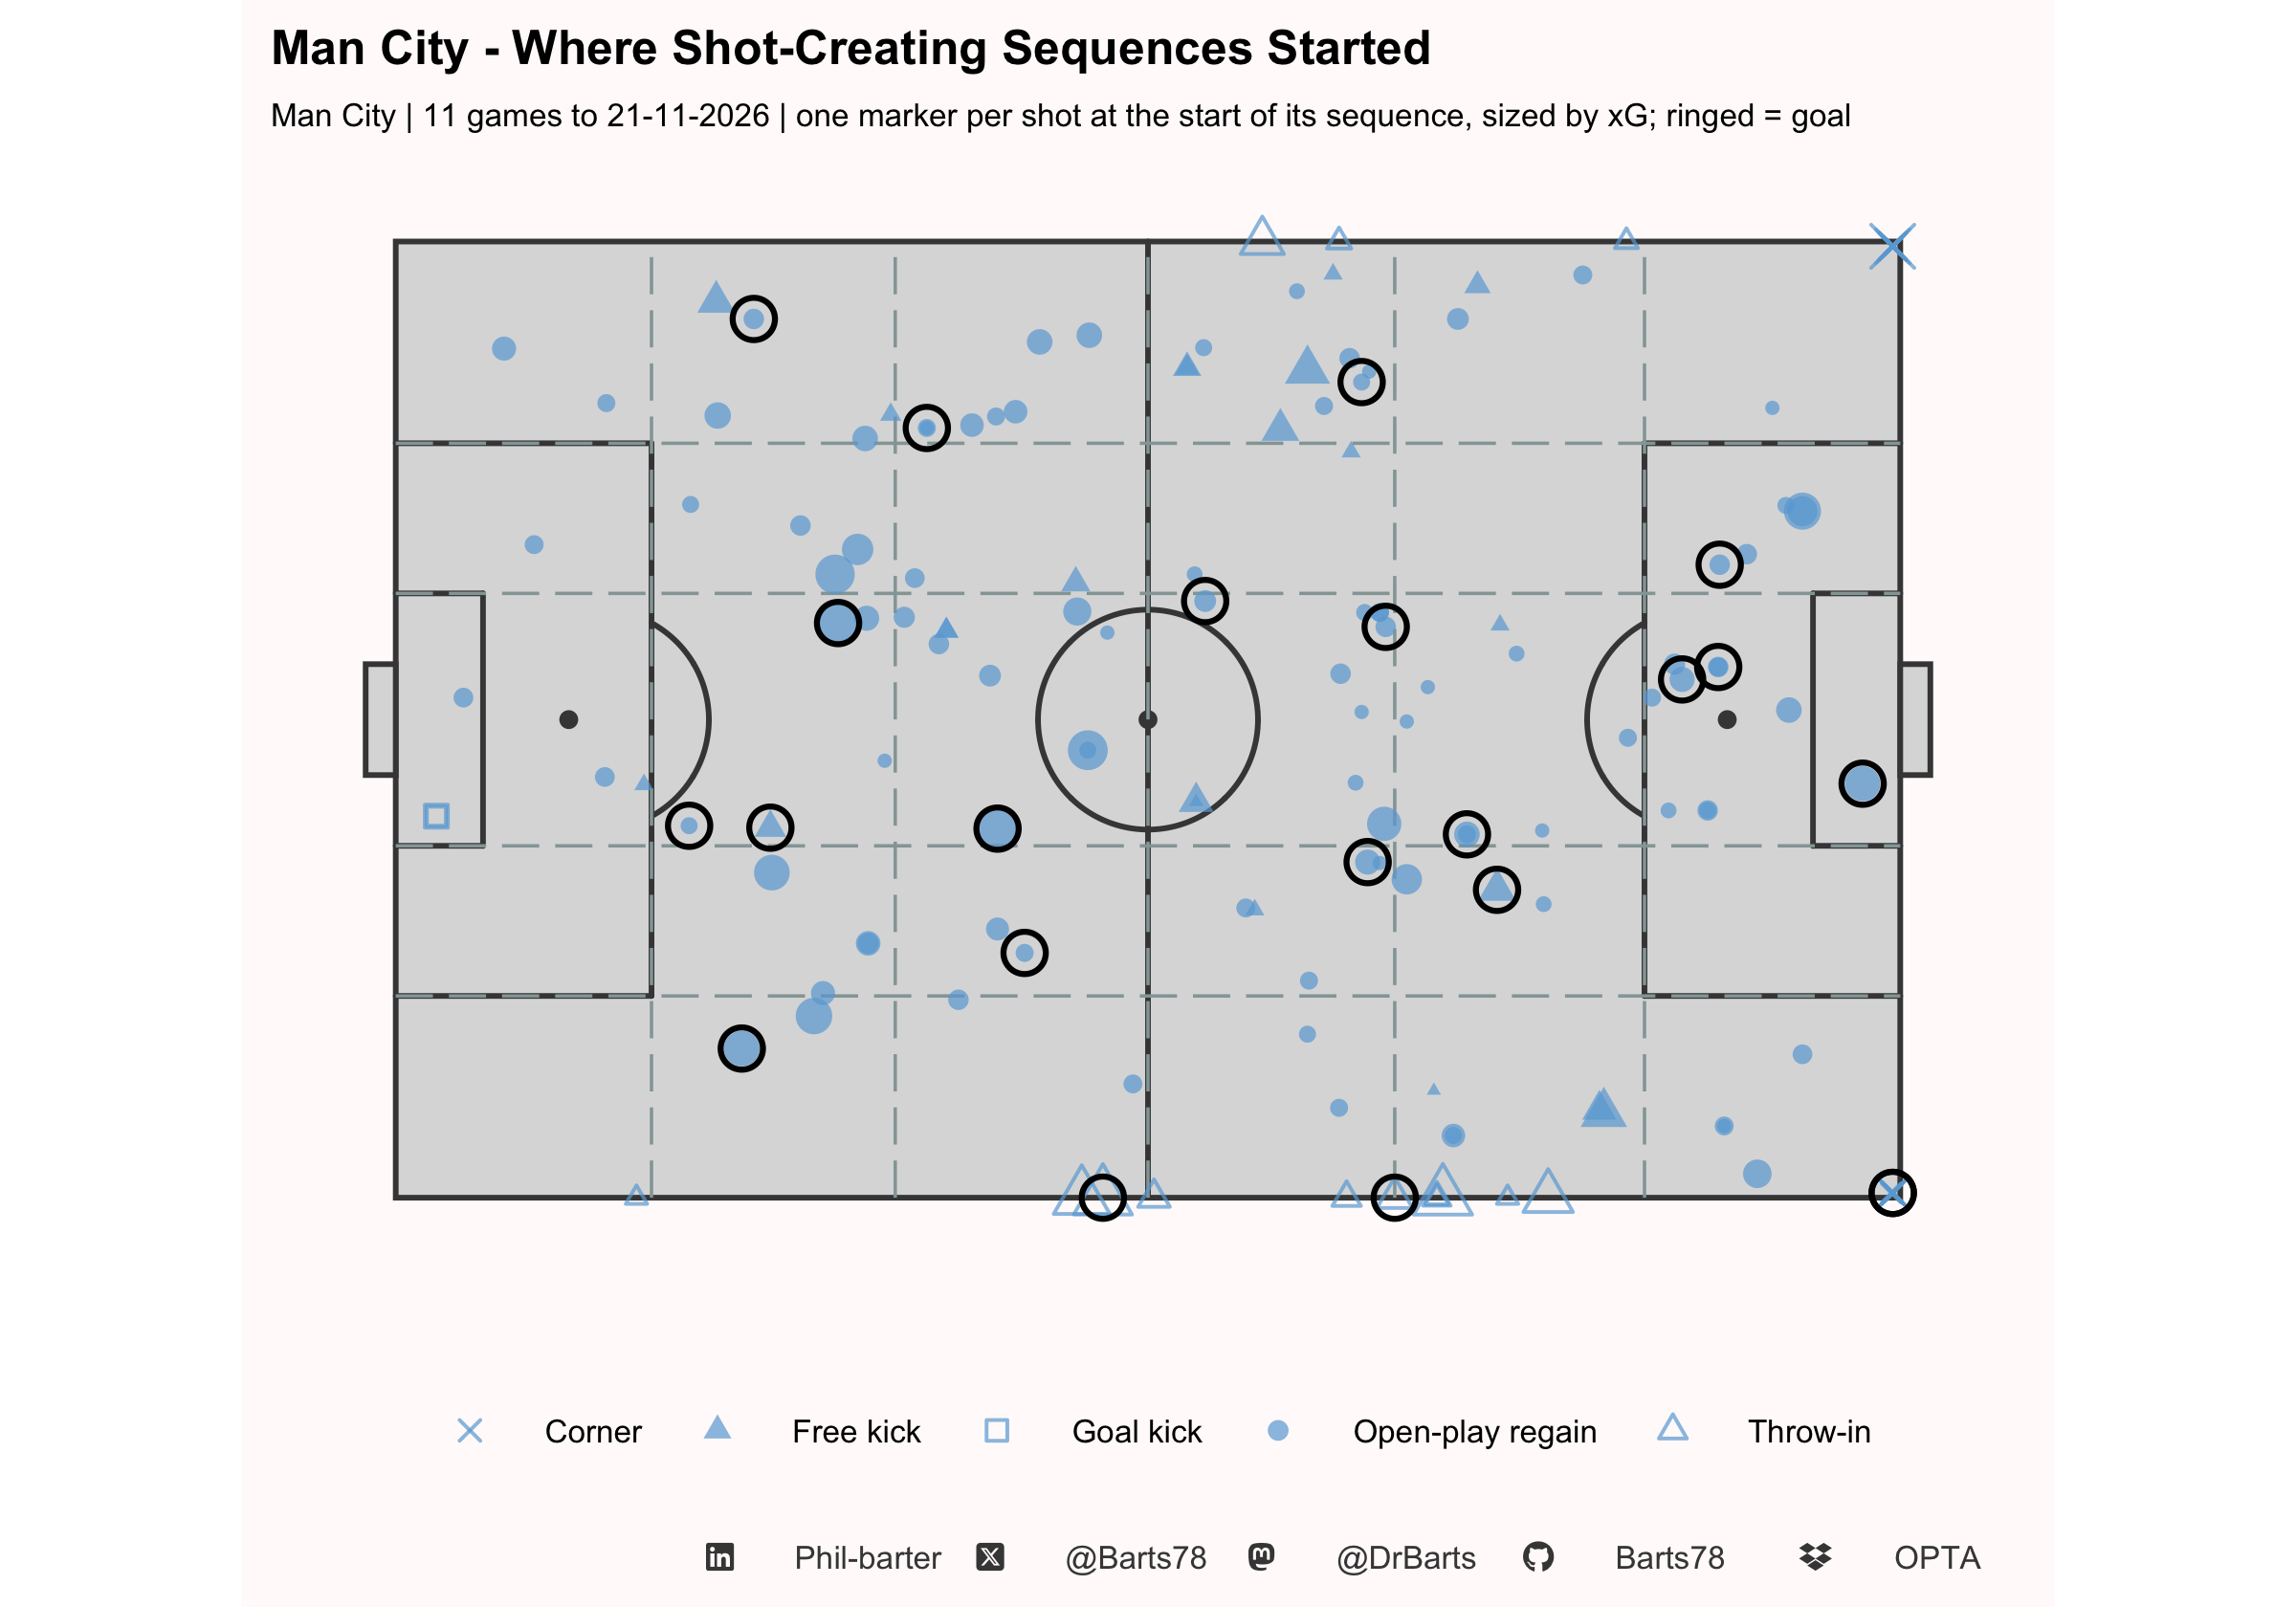 Man City - Where Shot-Creating Sequences Started
Man City | 11 games to 21-11-2026 | one marker per shot at the start of its sequence, sized by xG; ringed = goal
Corner Free kick Goal kick Open-play regain Throw-in
Phil-barter @Barts78 @DrBarts Barts78 OPTA